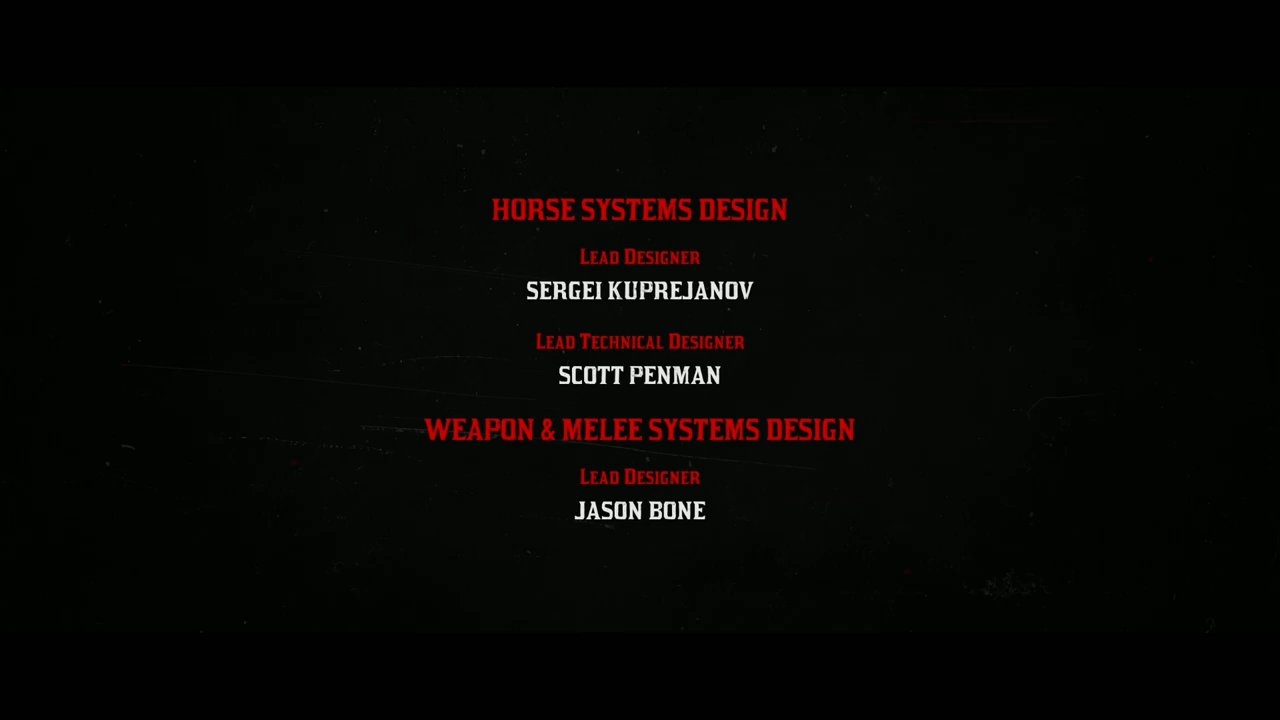 HORSE SYSTEMS DESIGN
LEAD DESIGNER
SERGEI KUPREJANOV
LEAD TECHNICAL DESIGNER
SCOTT PENMAN
WEAPON & MELEE SYSTEMS DESIGN
LEAD DESIGNER
JASON BONE